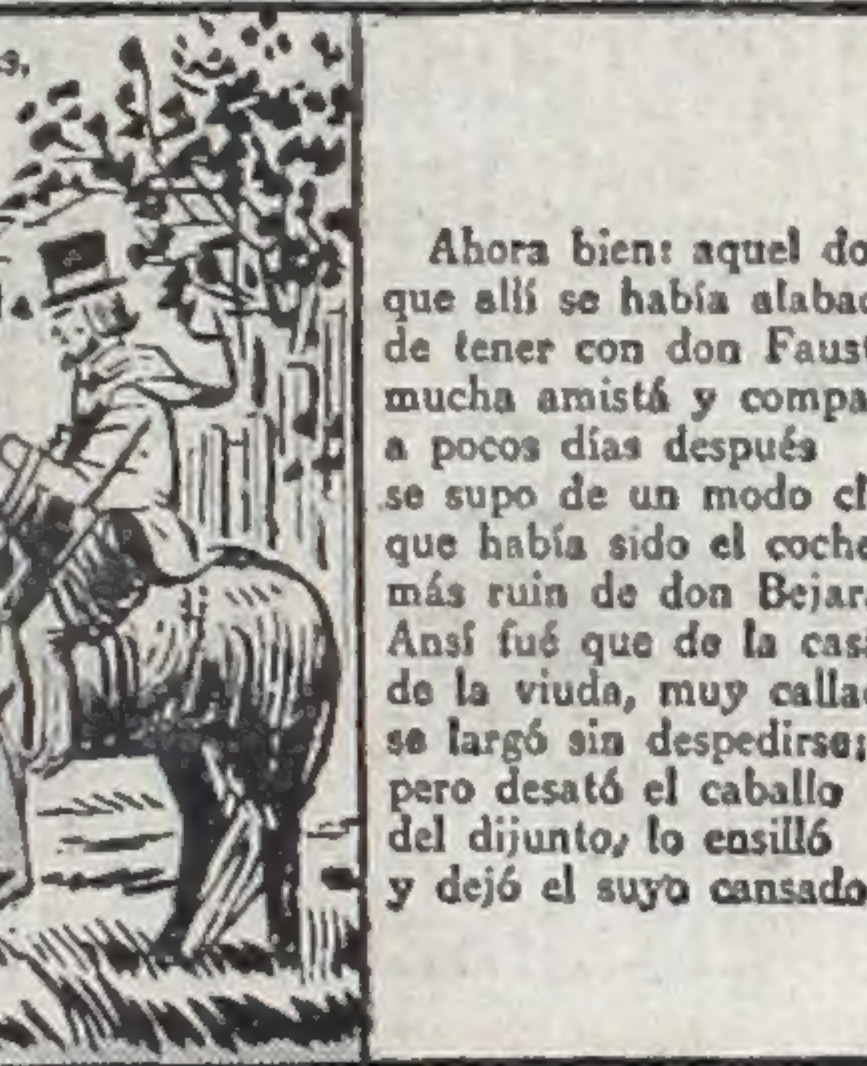 s,
Ahora bien: aquel do
que allí se había alaba
de tener con don Faust
mucha amistá y compa
a pocos días después
se supo de un modo cl
que había sido el coche
más ruin de don Bejar
Ansí fué que de la cas
de la viuda, muy calla
se largó sin despedirse;
pero desató el caballo
del dijunto, lo ensilló
y dejó el suyo cansado